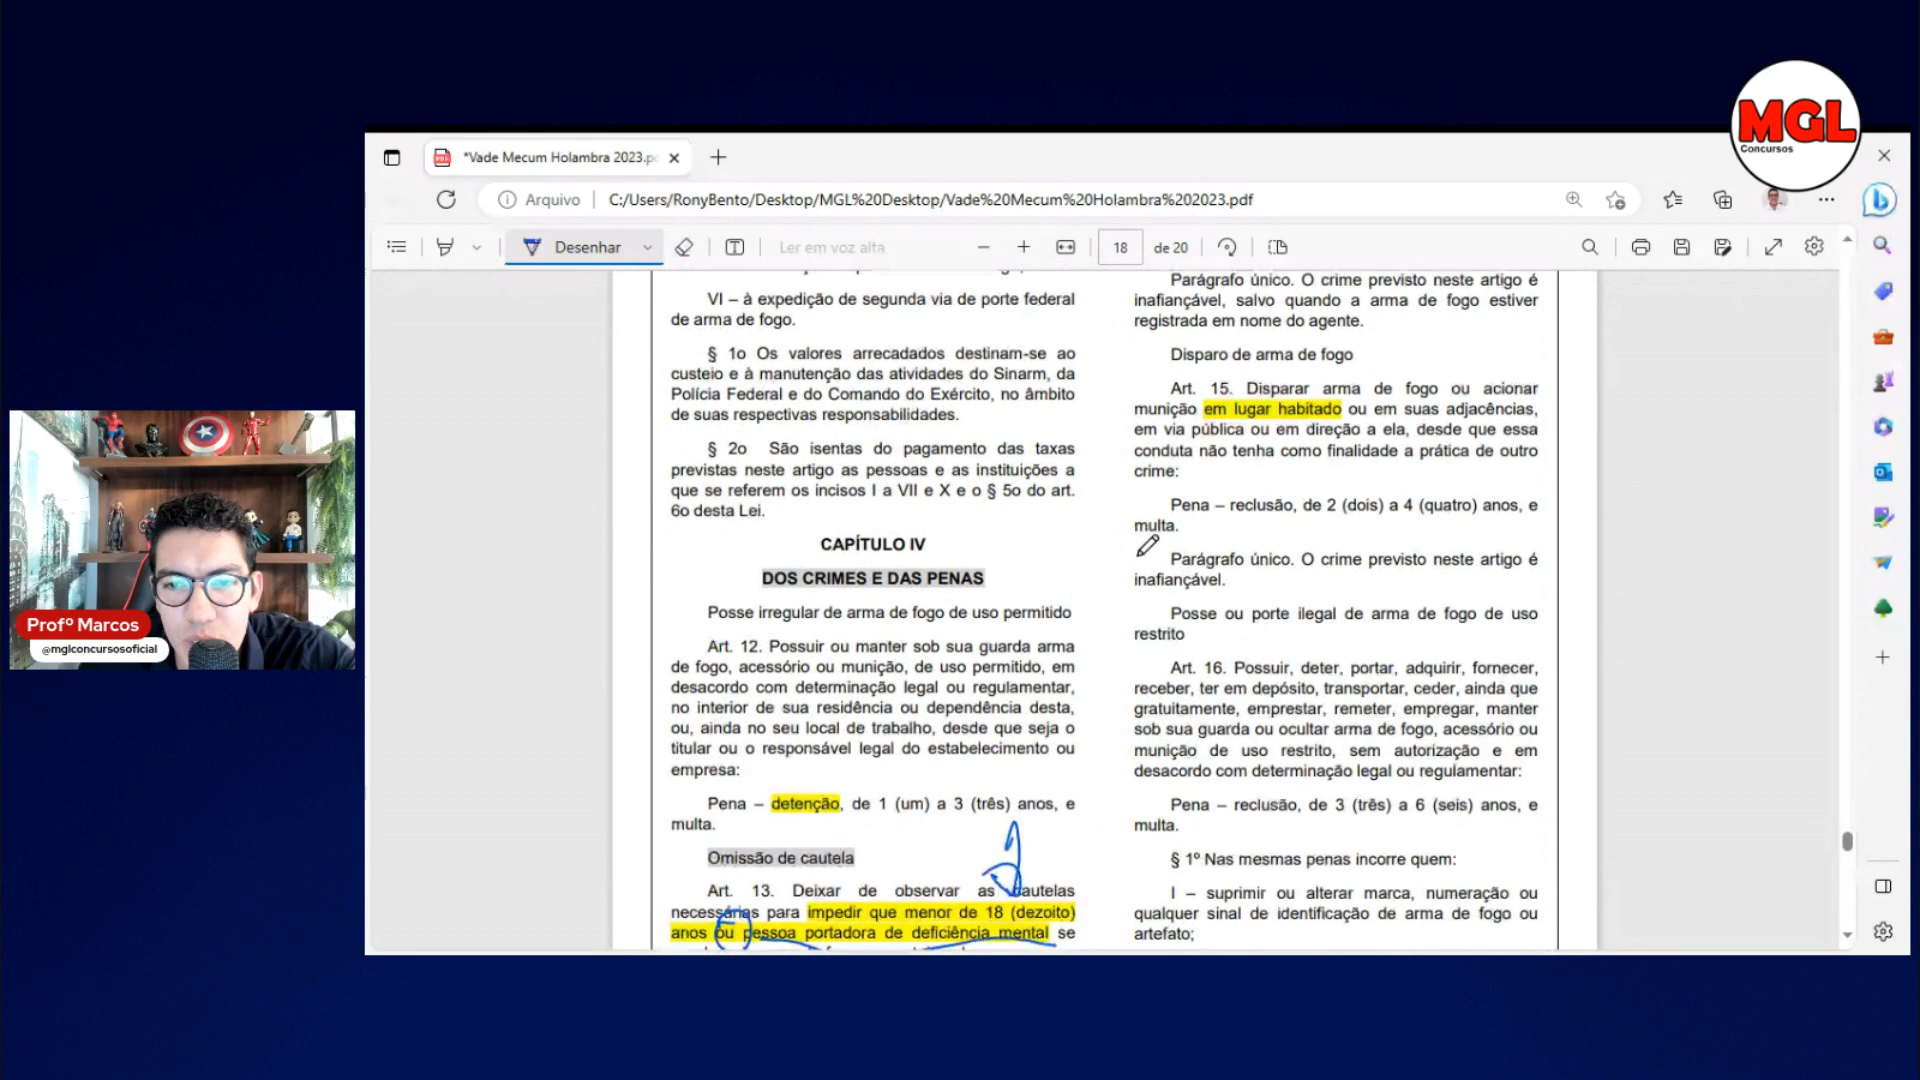 MGL
Concursos
*Vade Mecum Holambra 2023.p
Arquivo
C:/Users/RonyBento/Desktop/MGL%20Desktop/Vade%20Mecum%20Holambra%202023.pdf
Desenhar
Ler em voz alta
18
de 20
VI – à expedição de segunda via de porte federal
de arma de fogo.
§ 1o Os valores arrecadados destinam-se ao
custeio e à manutenção das atividades do Sinarm, da
Polícia Federal e do Comando do Exército, no âmbito
de suas respectivas responsabilidades.
§ 2o São isentas do pagamento das taxas
previstas neste artigo as pessoas e as instituições a
que se referem os incisos I a VII e X e o § 5o do art.
6o desta Lei.
CAPÍTULO IV
DOS CRIMES E DAS PENAS
Posse irregular de arma de fogo de uso permitido
Art. 12. Possuir ou manter sob sua guarda arma
de fogo, acessório ou munição, de uso permitido, em
desacordo com determinação legal ou regulamentar,
no interior de sua residência ou dependência desta,
ou, ainda no seu local de trabalho, desde que seja o
titular ou o responsável legal do estabelecimento ou
empresa:
Pena – detenção, de 1 (um) a 3 (três) anos, e
multa.
Omissão de cautela
Art. 13. Deixar de observar as cautelas
necessárias para impedir que menor de 18 (dezoito)
anos ou pessoa portadora de deficiência mental se
Parágrafo único. O crime previsto neste artigo é
inafiançável, salvo quando a arma de fogo estiver
registrada em nome do agente.
Disparo de arma de fogo
Art. 15. Disparar arma de fogo ou acionar
munição em lugar habitado ou em suas adjacências,
em via pública ou em direção a ela, desde que essa
conduta não tenha como finalidade a prática de outro
crime:
Pena – reclusão, de 2 (dois) a 4 (quatro) anos, e
multa.
Parágrafo único. O crime previsto neste artigo é
inafiançável.
Posse ou porte ilegal de arma de fogo de uso
restrito
Art. 16. Possuir, deter, portar, adquirir, fornecer,
receber, ter em depósito, transportar, ceder, ainda que
gratuitamente, emprestar, remeter, empregar, manter
sob sua guarda ou ocultar arma de fogo, acessório ou
munição de uso restrito, sem autorização e em
desacordo com determinação legal ou regulamentar:
Pena – reclusão, de 3 (três) a 6 (seis) anos, e
multa.
§ 1º Nas mesmas penas incorre quem:
I – suprimir ou alterar marca, numeração ou
qualquer sinal de identificação de arma de fogo ou
artefato;
Profº Marcos
@mglconcursosoficial